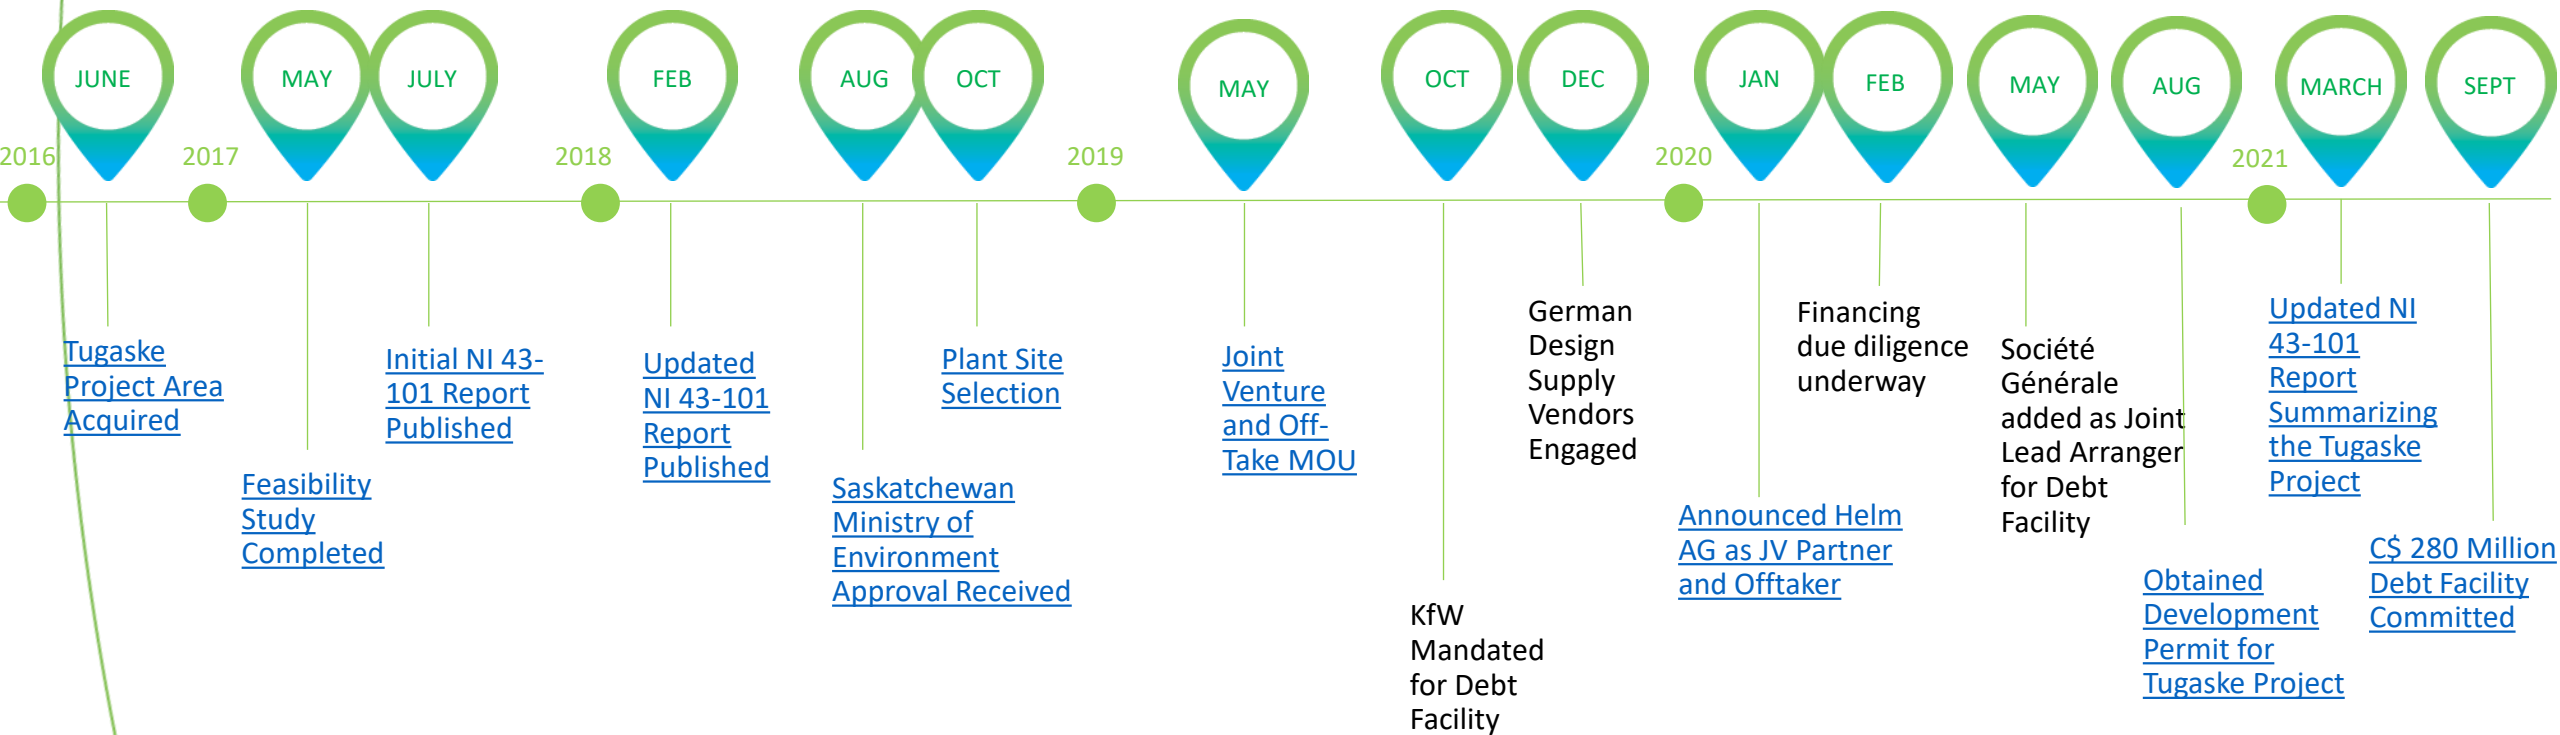 JUNE
MAY
JULY
FEB
AUG
OCT
MAY
OCT
DEC
JAN
FEB
MAY
AUG
MARCH
SEPT
2016
2017
2018
2019
2020
2021
Tugaske
Project Area
Acquired
Feasibility
Study
Completed
Initial NI 43-
101 Report
Published
Updated
NI 43-101
Report
Published
Saskatchewan
Ministry of
Environment
Approval Received
Plant Site
Selection
Joint
Venture
and Off-
Take MOU
KfW
Mandated
for Debt
Facility
German
Design
Supply
Vendors
Engaged
Announced Helm
AG as JV Partner
and Offtaker
Financing
due diligence
underway
Société
Générale
added as Joint
Lead Arranger
for Debt
Facility
Obtained
Development
Permit for
Tugaske Project
Updated NI
43-101
Report
Summarizing
the Tugaske
Project
C$ 280 Million
Debt Facility
Committed